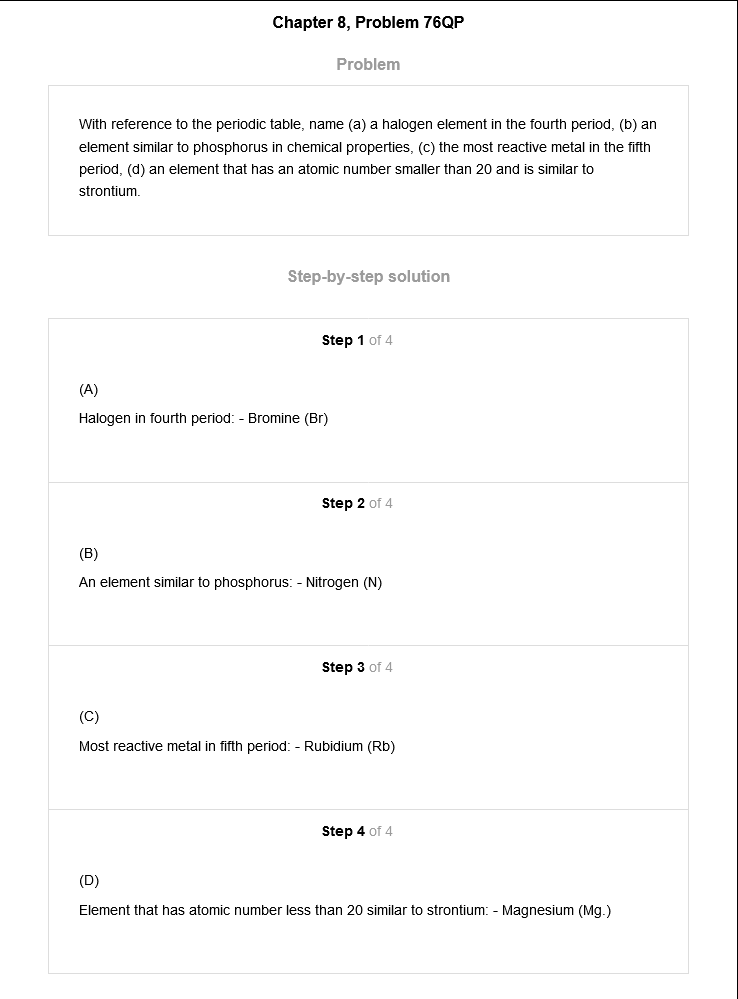 Chapter 8, Problem 76QP
Problem
With reference to the periodic table, name (a) a halogen element in the fourth period, (b) an
element similar to phosphorus in chemical properties, (c) the most reactive metal in the fifth
period, (d) an element that has an atomic number smaller than 20 and is similar to
strontium.
Step-by-step solution
Step 1 of 4
(A)
Halogen in fourth period: - Bromine (Br)
Step 2 of 4
(B)
An element similar to phosphorus: - Nitrogen (N)
Step 3 of 4
(C)
Most reactive metal in fifth period: - Rubidium (Rb)
Step 4 of 4
(D)
Element that has atomic number less than 20 similar to strontium: - Magnesium (Mg.)